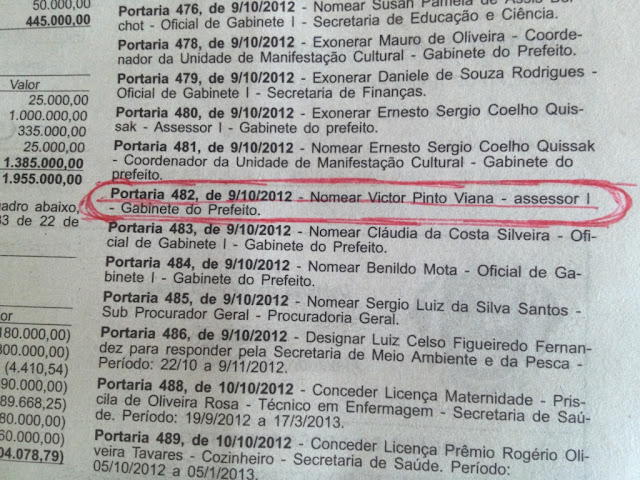 50.000,00
445.000,00
Valor
25.000,00
1.000.000,00
335.000,00
25.000,00
1.385.000,00
1.955.000,00
adro abaixo,
33 de 22 de
or
180.000,00)
300.000,00)
(4.410,54)
90.000,00)
89.668,25)
80.000,00)
60.000,00)
04.078,79)
Portaria 476, de 9/10/2012 - Nomear Susan Pamela de Assis
chot - Oficial de Gabinete I - Secretaria de Educação e Ciência.
Portaria 478, de 9/10/2012 - Exonerar Mauro de Oliveira - Coorde-
nador da Unidade de Manifestação Cultural - Gabinete do Prefeito.
Portaria 479, de 9/10/2012 - Exonerar Daniele de Souza Rodrigues -
Oficial de Gabinete I - Secretaria de Finanças.
Portaria 480, de 9/10/2012 - Exonerar Ernesto Sergio Coelho Quis-
sak - Assessor I - Gabinete do prefeito.
Portaria 481, de 9/10/2012 - Nomear Ernesto Sergio Coelho Quissak
- Coordenador da Unidade de Manifestação Cultural - Gabinete do
prefeito.
Portaria 482, de 9/10/2012 - Nomear Victor Pinto Viana - assessor I
- Gabinete do Prefeito.
Portaria 483, de 9/10/2012 - Nomear Cláudia da Costa Silveira - Ofi-
cial de Gabinete I - Gabinete do Prefeito.
Portaria 484, de 9/10/2012 - Nomear Benildo Mota - Oficial de Ga-
binete I - Gabinete do Prefeito.
Portaria 485, de 9/10/2012 - Nomear Sergio Luiz da Silva Santos -
Sub Procurador Geral - Procuradoria Geral.
Portaria 486, de 9/10/2012 - Designar Luiz Celso Figueiredo Fernan-
dez para responder pela Secretaria de Meio Ambiente e da Pesca -
Período: 22/10 a 9/11/2012.
Portaria 488, de 10/10/2012 - Conceder Licença Maternidade - Pris-
cila de Oliveira Rosa - Técnico em Enfermagem - Secretaria de Saú-
de. Período: 19/9/2012 a 17/3/2013.
Portaria 489, de 10/10/2012 - Conceder Licença Prêmio Rogério Oli-
veira Tavares - Cozinheiro - Secretaria de Saúde. Período:
05/10/2012 a 05/1/2013.